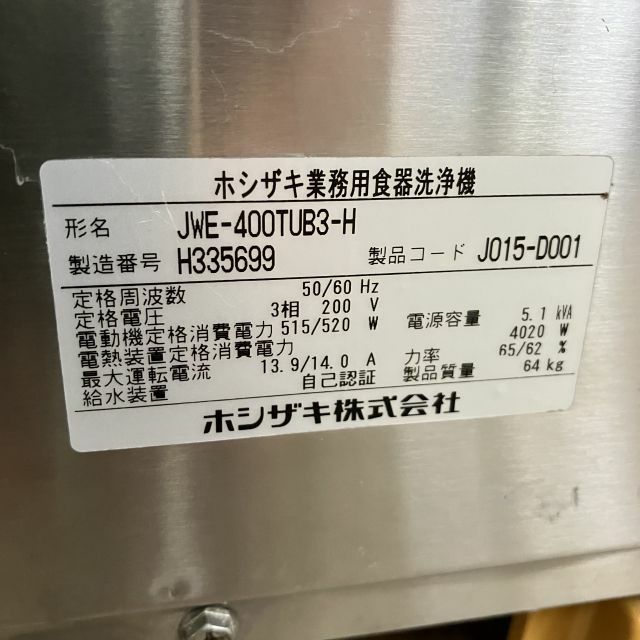 ホシザキ業務用食器洗浄機
形名 JWE-400TUB3-H
製造番号 H335699 製品コード J015-D001
定格周波数 50/60 Hz
定格電圧 3相 200 V 電源容量 5.1 kVA
電動機定格消費電力 515/520 W
電熱装置定格消費電力 4020 W
最大運転電流 13.9/14.0 A 力率 65/62 %
給水装置 自己認証 製品質量 64 kg
ホシザキ株式会社